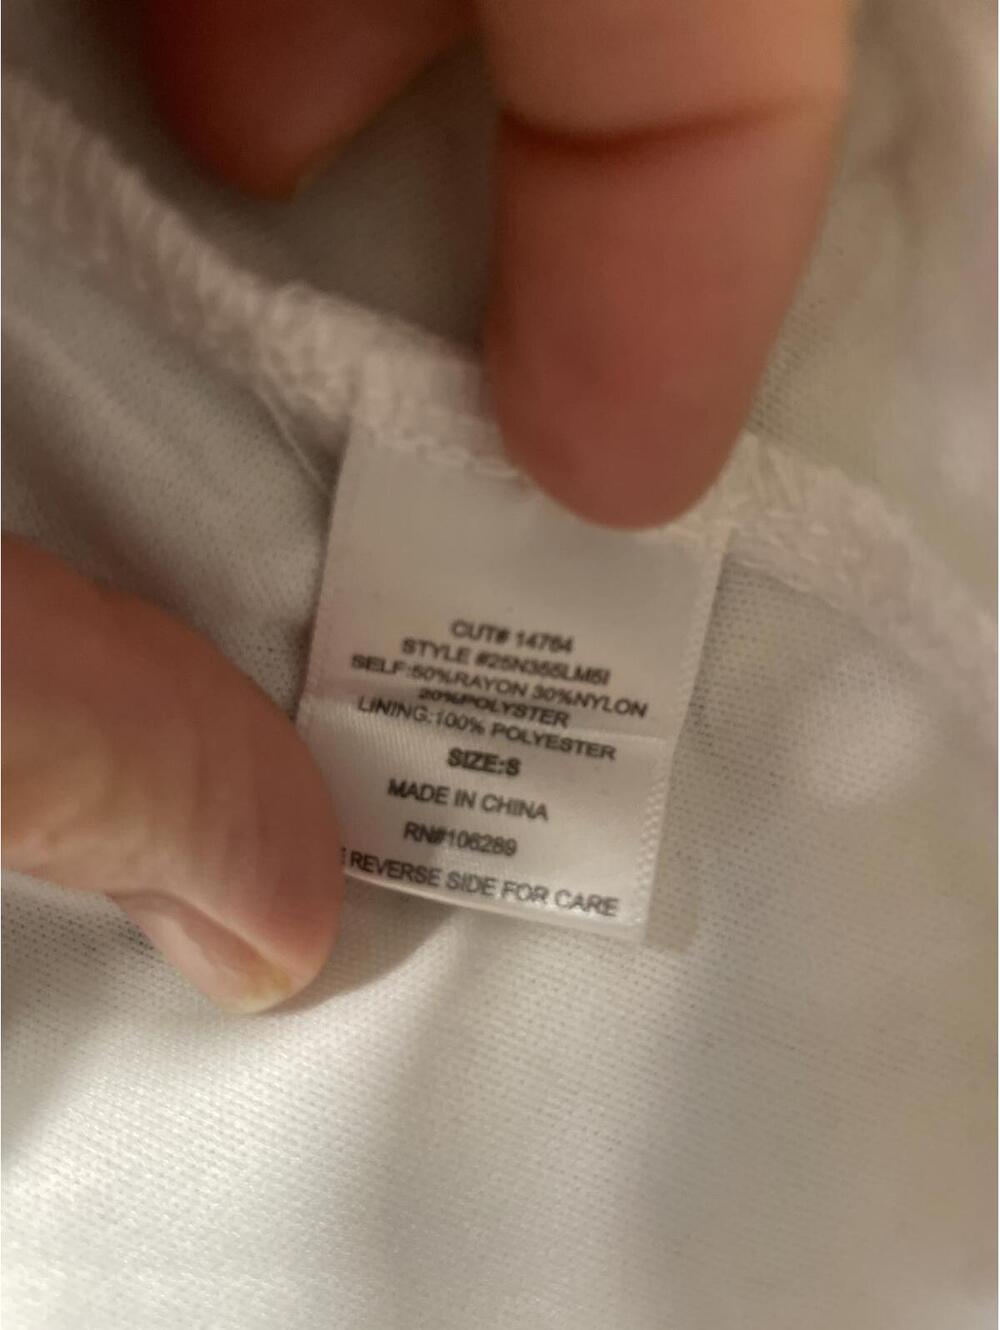 CUT# 14764
STYLE #25N355LM5I
SELF:50%RAYON 30%NYLON
20%POLYSTER
LINING:100% POLYESTER
SIZE:S
MADE IN CHINA
RN#106289
REVERSE SIDE FOR CARE